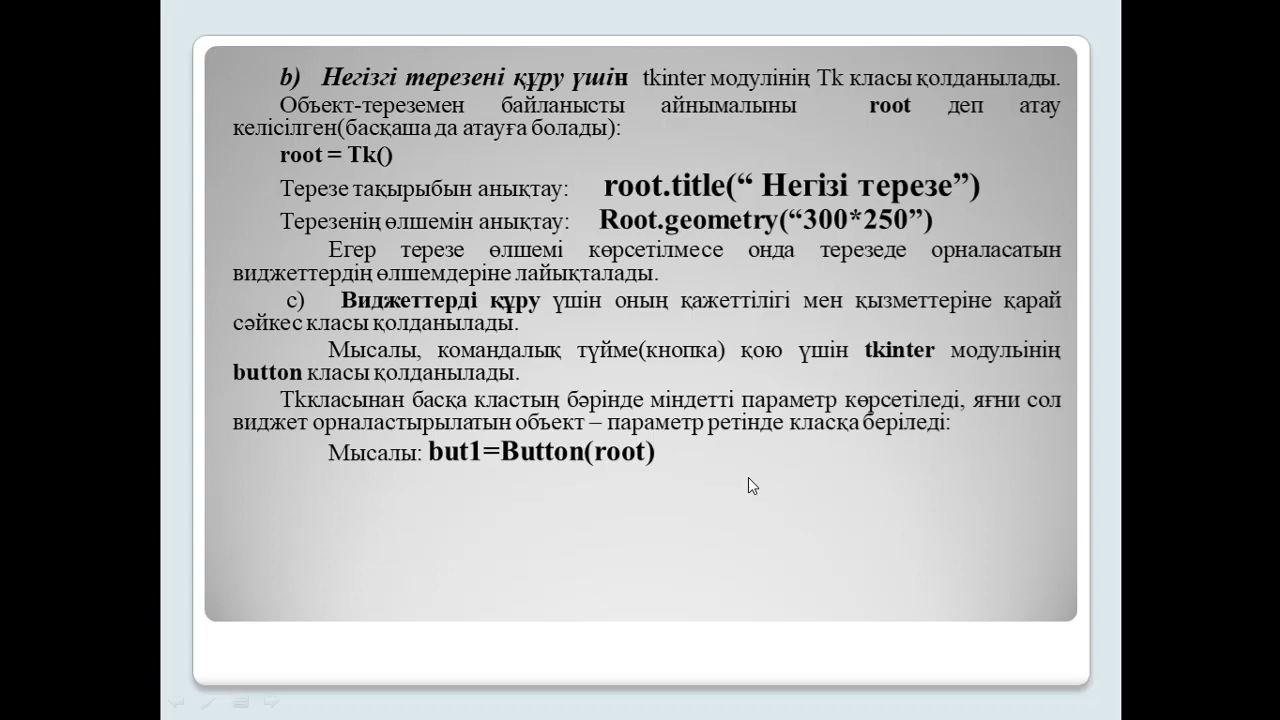 b) Негізгі терезені құру үшін tkinter модулінің Tk класы қолданылады.
Объект-тереземен байланысты айнымалыны root деп атау
келісілген(басқаша да атауға болады):
root = Tk()
Терезе тақырыбын анықтау: root.title(“ Негізі терезе”)
Терезенің өлшемін анықтау: Root.geometry(“300*250”)
Егер терезе өлшемі көрсетілмесе онда терезеде орналасатын
виджеттердің өлшемдеріне лайықталады.
c) Виджеттерді құру үшін оның қажеттілігі мен қызметтеріне қарай
сәйкес класы қолданылады.
Мысалы, командалық түйме(кнопка) қою үшін tkinter модульінің
button класы қолданылады.
Tkкласынан басқа кластың бәрінде міндетті параметр көрсетіледі, яғни сол
виджет орналастырылатын объект – параметр ретінде класқа беріледі:
Мысалы: but1=Button(root)